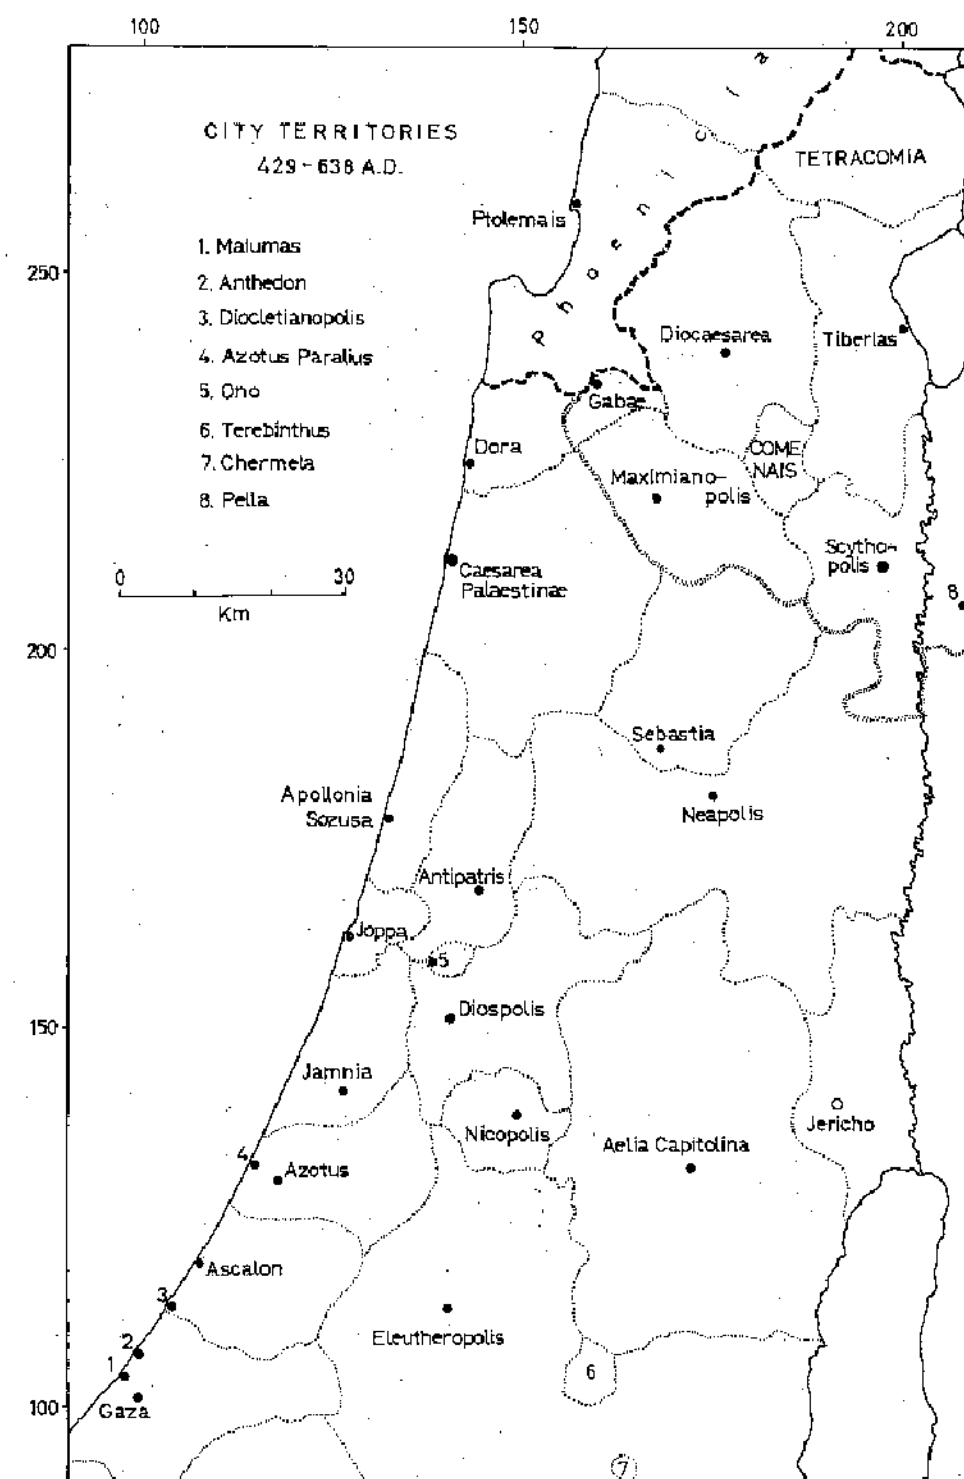 100 150 200
CITY TERRITORIES
429-638 A.D.
1. Maiumas
2. Anthedon
3. Diocletianopolis
4. Azotus Paralius
5. Ono
6. Terebinthus
7. Chermela
8. Pella
0 30
Km
250
200
150
100
Phoenici
TETRACOMIA
Ptolemais
Diocaesarea
Tiberias
Gabae
Dora
COME
NAIS
Maximiano-
polis
Scytho-
polis
Caesarea
Palaestinae
8
Sebastia
Apollonia
Sozusa
Neapolis
Antipatris
Joppa
5
Diospolis
Jamnia
Nicopolis
Jericho
Aelia Capitolina
4
Azotus
Ascalon
3
Eleutheropolis
2
1
6
Gaza
7